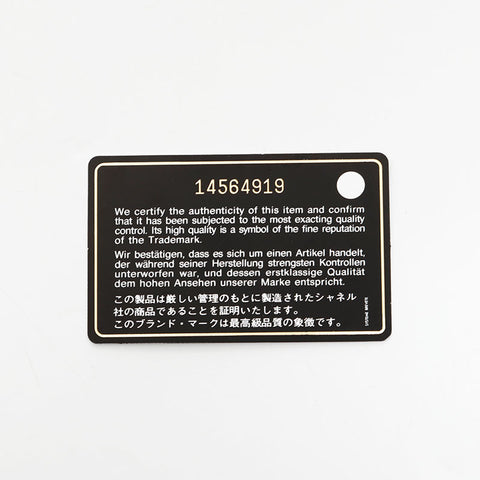 14564919
We certify the authenticity of this item and confirm
that it has been subjected to the most exacting quality
control. Its high quality is a symbol of the fine reputation
of the Trademark.
Wir bestätigen, dass es sich um einen Artikel handelt,
der während seiner Herstellung strengsten Kontrollen
unterworfen war, und dessen erstklassige Qualität
dem hohen Ansehen unserer Marke entspricht.
この製品は厳しい管理のもとに製造されたシャネル
社の商品であることを証明いたします。
このブランド・マークは最高級品質の象徴です。